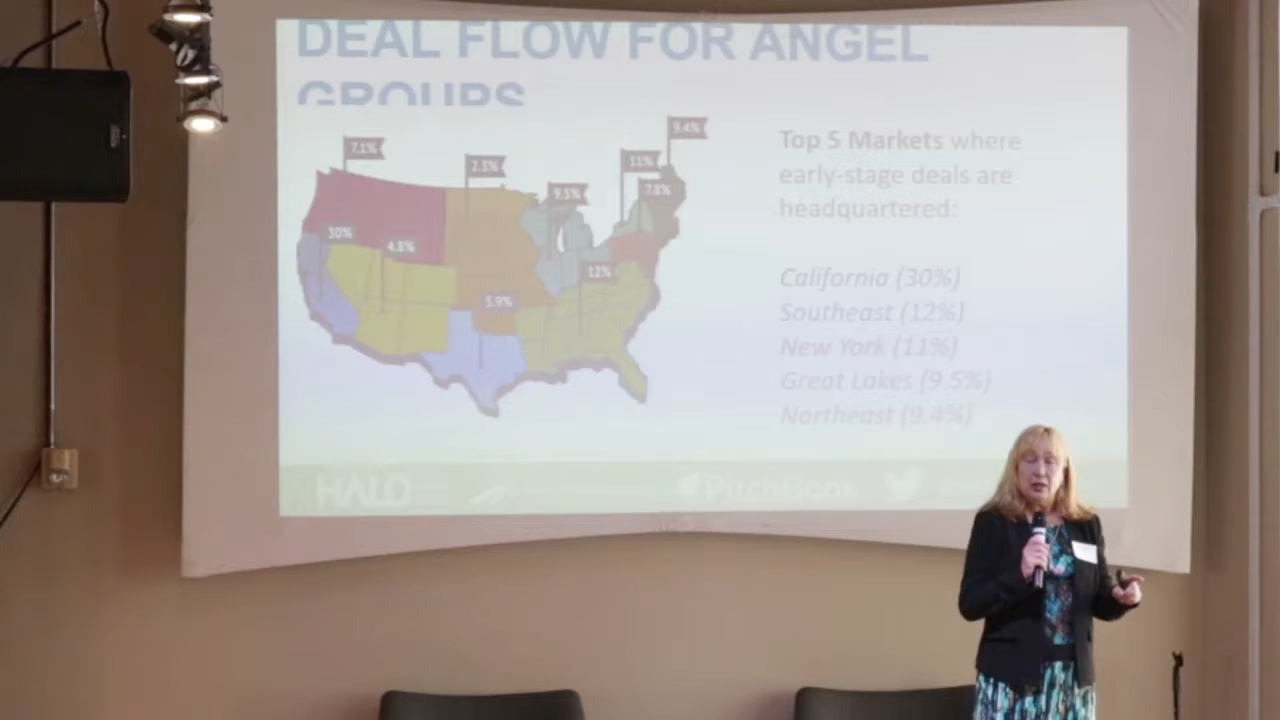 DEAL FLOW FOR ANGEL
GROUPS
9.4%
7.1%
11%
2.3%
7.8%
9.5%
30%
4.8%
12%
5.9%
Top 5 Markets where
early-stage deals are
headquartered:
California (30%)
Southeast (12%)
New York (11%)
Great Lakes (9.5%)
Northeast (9.4%)
HALO
PitchBook